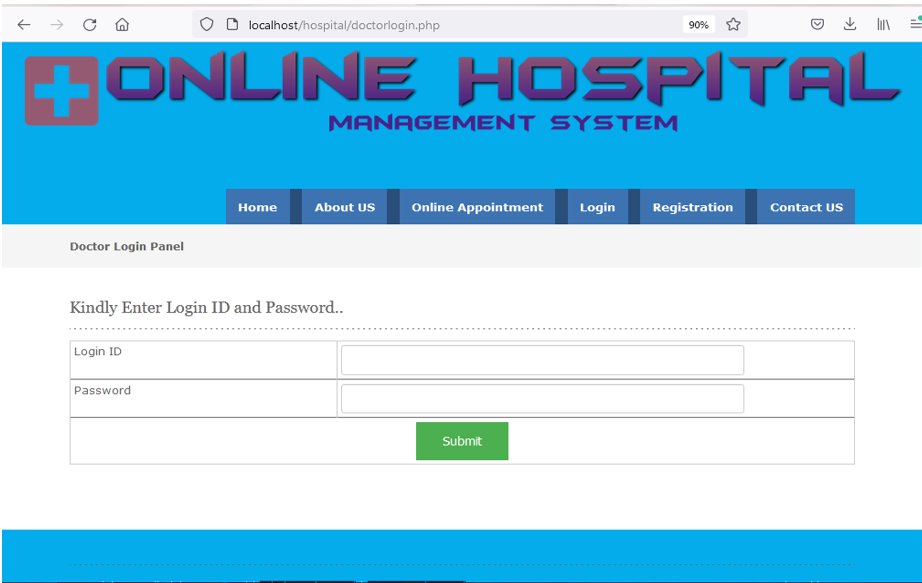 localhost/hospital/doctorlogin.php 90%
ONLINE HOSPITAL
MANAGEMENT SYSTEM
Home About US Online Appointment Login Registration Contact US
Doctor Login Panel
Kindly Enter Login ID and Password..
Login ID
Password
Submit